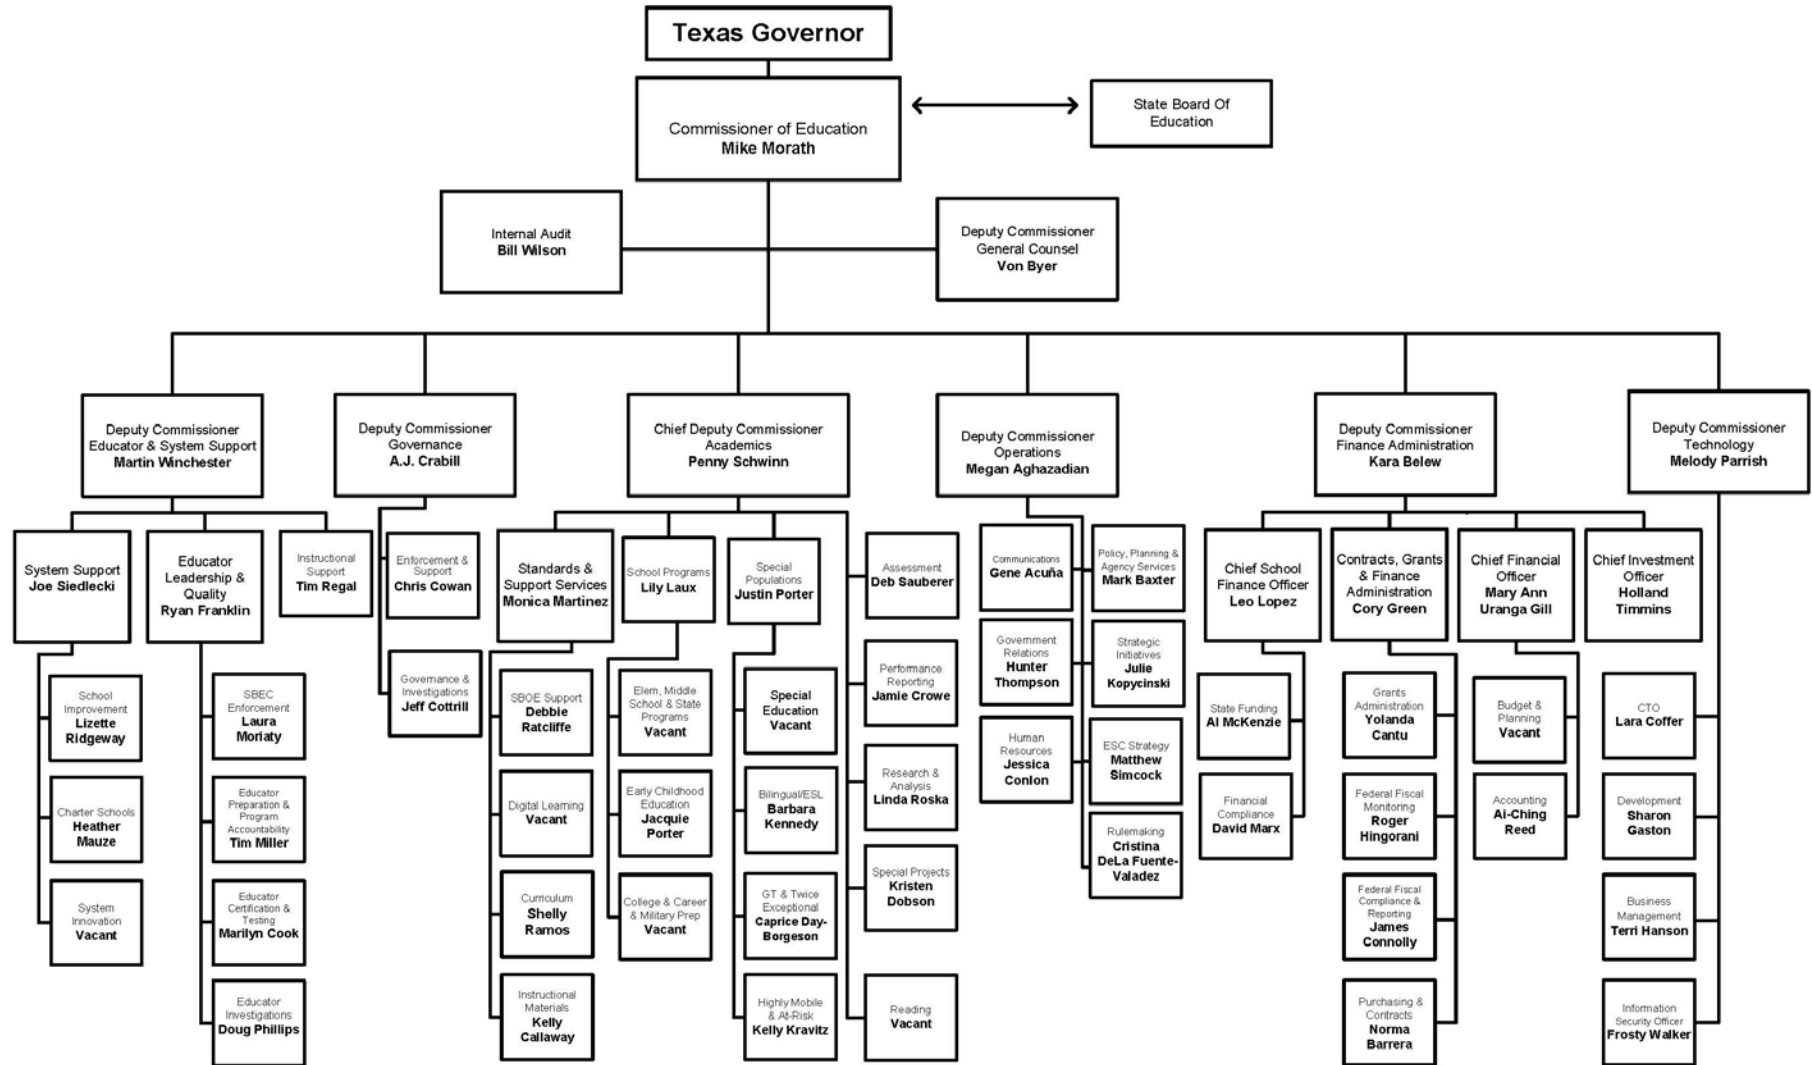 Texas Governor
Commissioner of Education
Mike Morath
State Board Of
Education
Internal Audit
Bill Wilson
Deputy Commissioner
General Counsel
Von Byer
Deputy Commissioner
Educator & System Support
Martin Winchester
Deputy Commissioner
Governance
A.J. Crabill
Chief Deputy Commissioner
Academics
Penny Schwinn
Deputy Commissioner
Operations
Megan Aghazadian
Deputy Commissioner
Finance Administration
Kara Belew
Deputy Commissioner
Technology
Melody Parrish
System Support
Joe Siedlecki
Educator
Leadership &
Quality
Ryan Franklin
Instructional
Support
Tim Regal
School
Improvement
Lizette
Ridgeway
Charter Schools
Heather
Mauze
System
Innovation
Vacant
SBEC
Enforcement
Laura
Moriaty
Educator
Preparation &
Program
Accountability
Tim Miller
Educator
Certification &
Testing
Marilyn Cook
Educator
Investigations
Doug Phillips
Enforcement &
Support
Chris Cowan
Governance &
Investigations
Jeff Cottrill
Standards &
Support Services
Monica Martinez
School Programs
Lily Laux
Special
Populations
Justin Porter
SBOE Support
Debbie
Ratcliffe
Digital Learning
Vacant
Curriculum
Shelly
Ramos
Instructional
Materials
Kelly
Callaway
Elem, Middle
School & State
Programs
Vacant
Early Childhood
Education
Jacquie
Porter
College & Career
& Military Prep
Vacant
Special
Education
Vacant
Bilingual/ESL
Barbara
Kennedy
GT & Twice
Exceptional
Caprice Day-
Borgeson
Highly Mobile
& At-Risk
Kelly Kravitz
Assessment
Deb Sauberer
Performance
Reporting
Jamie Crowe
Research &
Analysis
Linda Roska
Special Projects
Kristen
Dobson
Reading
Vacant
Communications
Gene Acuña
Government
Relations
Hunter
Thompson
Human
Resources
Jessica
Conlon
Policy, Planning &
Agency Services
Mark Baxter
Strategic
Initiatives
Julie
Kopycinski
ESC Strategy
Matthew
Simcock
Rulemaking
Cristina
DeLa Fuente-
Valadez
Chief School
Finance Officer
Leo Lopez
Contracts, Grants
& Finance
Administration
Cory Green
Chief Financial
Officer
Mary Ann
Uranga Gill
Chief Investment
Officer
Holland
Timmins
State Funding
Al McKenzie
Financial
Compliance
David Marx
Grants
Administration
Yolanda
Cantu
Federal Fiscal
Monitoring
Roger
Hingorani
Federal Fiscal
Compliance &
Reporting
James
Connolly
Purchasing &
Contracts
Norma
Barrera
Budget &
Planning
Vacant
Accounting
Al-Ching
Reed
CTO
Lara Coffer
Development
Sharon
Gaston
Business
Management
Terri Hanson
Information
Security Officer
Frosty Walker